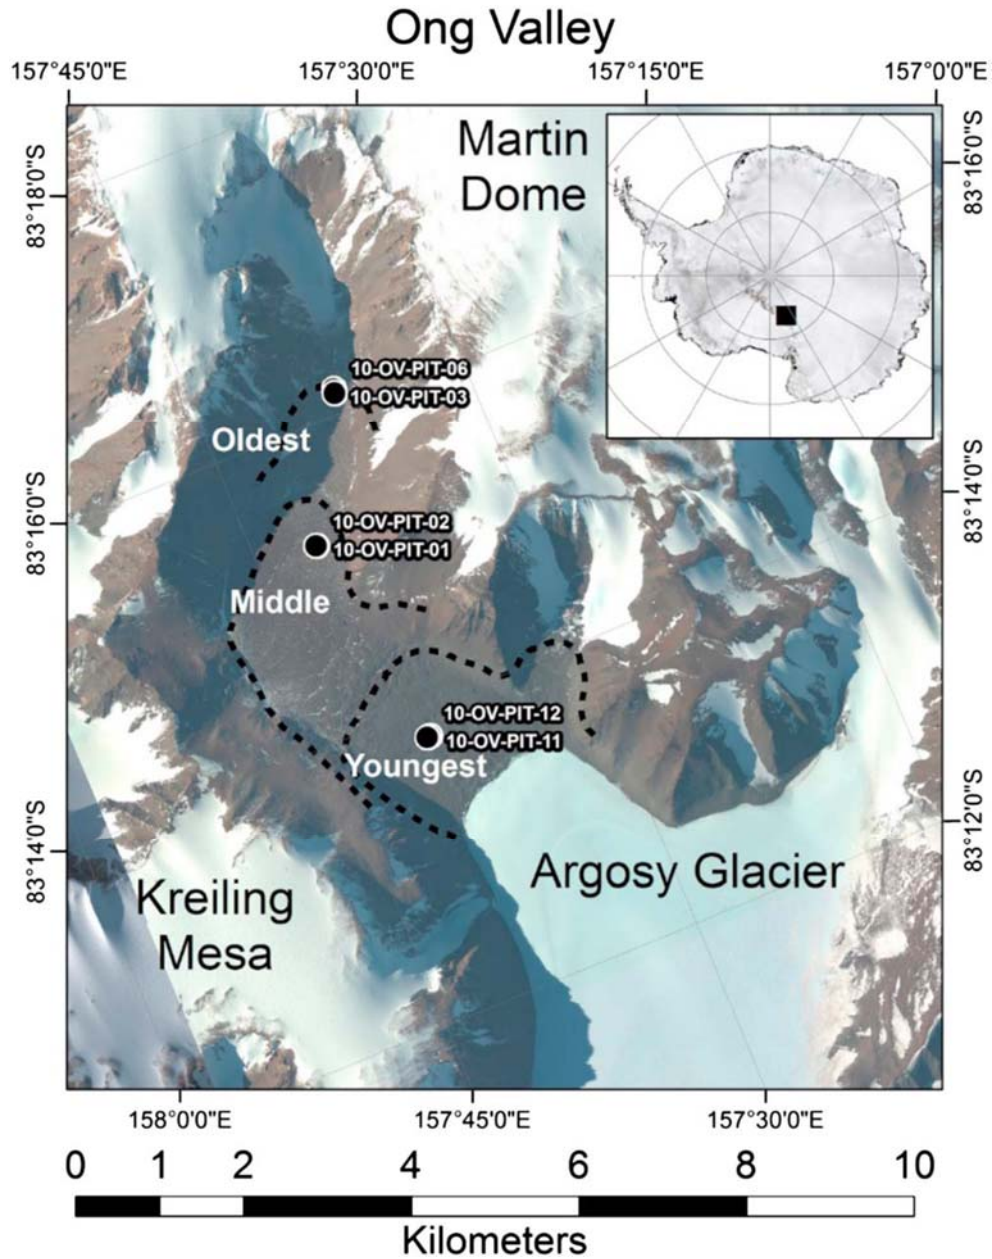 Ong Valley
157°45'0"E
157°30'0"E
157°15'0"E
157°0'0"E
83°18'0"S
83°16'0"S
83°14'0"S
83°16'0"S
83°14'0"S
83°12'0"S
Martin
Dome
10-OV-PIT-06
10-OV-PIT-03
Oldest
10-OV-PIT-02
10-OV-PIT-01
Middle
10-OV-PIT-12
10-OV-PIT-11
Youngest
Argosy Glacier
Kreiling
Mesa
158°0'0"E
157°45'0"E
157°30'0"E
0 1 2 4 6 8 10
Kilometers